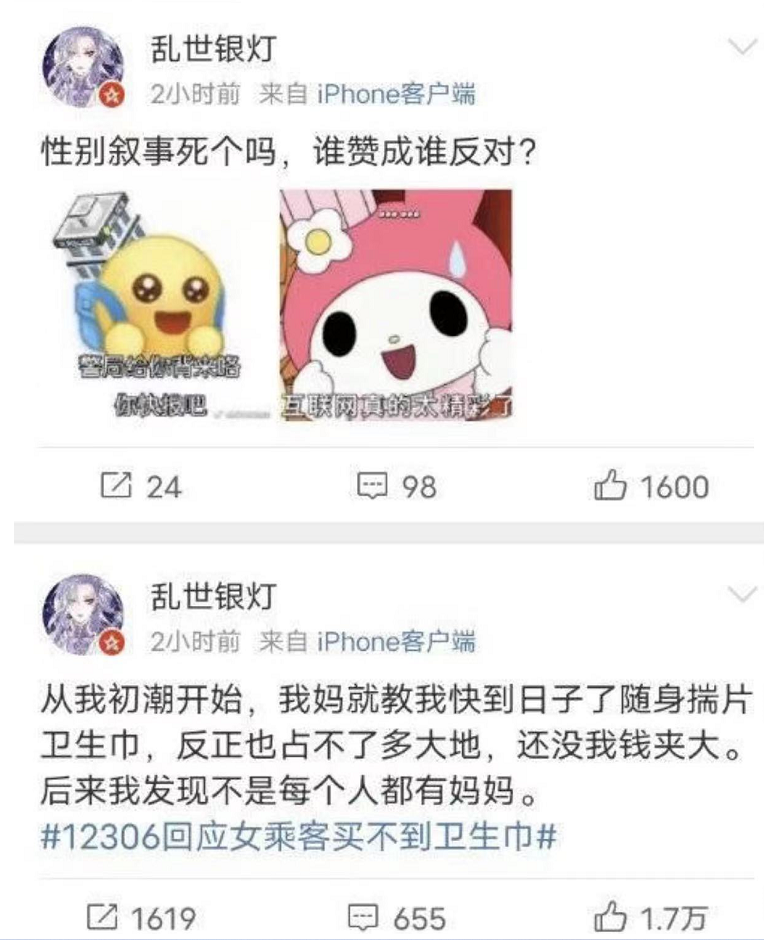 乱世银灯
2小时前 来自 iPhone客户端
性别叙事死个吗，谁赞成谁反对？
......
警局给你背来咯
你快报吧
互联网真的太精彩了
24
98
1600
乱世银灯
2小时前 来自 iPhone客户端
从我初潮开始，我妈就教我快到日子了随身揣片
卫生巾，反正也占不了多大地，还没我钱夹大。
后来我发现不是每个人都有妈妈。
#12306回应女乘客买不到卫生巾#
1619
655
1.7万